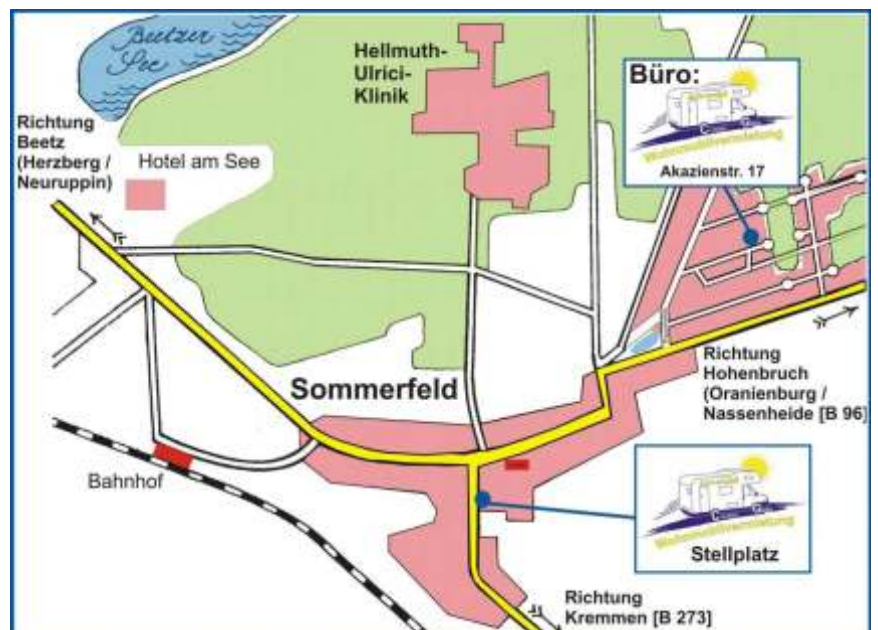 Beetzer
See
Hellmuth-
Ulrici-
Klinik
Büro:
Wohnmobilvermietung
Akazienstr. 17
Richtung
Beetz
(Herzberg /
Neuruppin)
Hotel am See
Richtung
Hohenbruch
(Oranienburg /
Nassenheide [B 96]
Sommerfeld
Bahnhof
Wohnmobilvermietung
Stellplatz
Richtung
Kremmen [B 273]